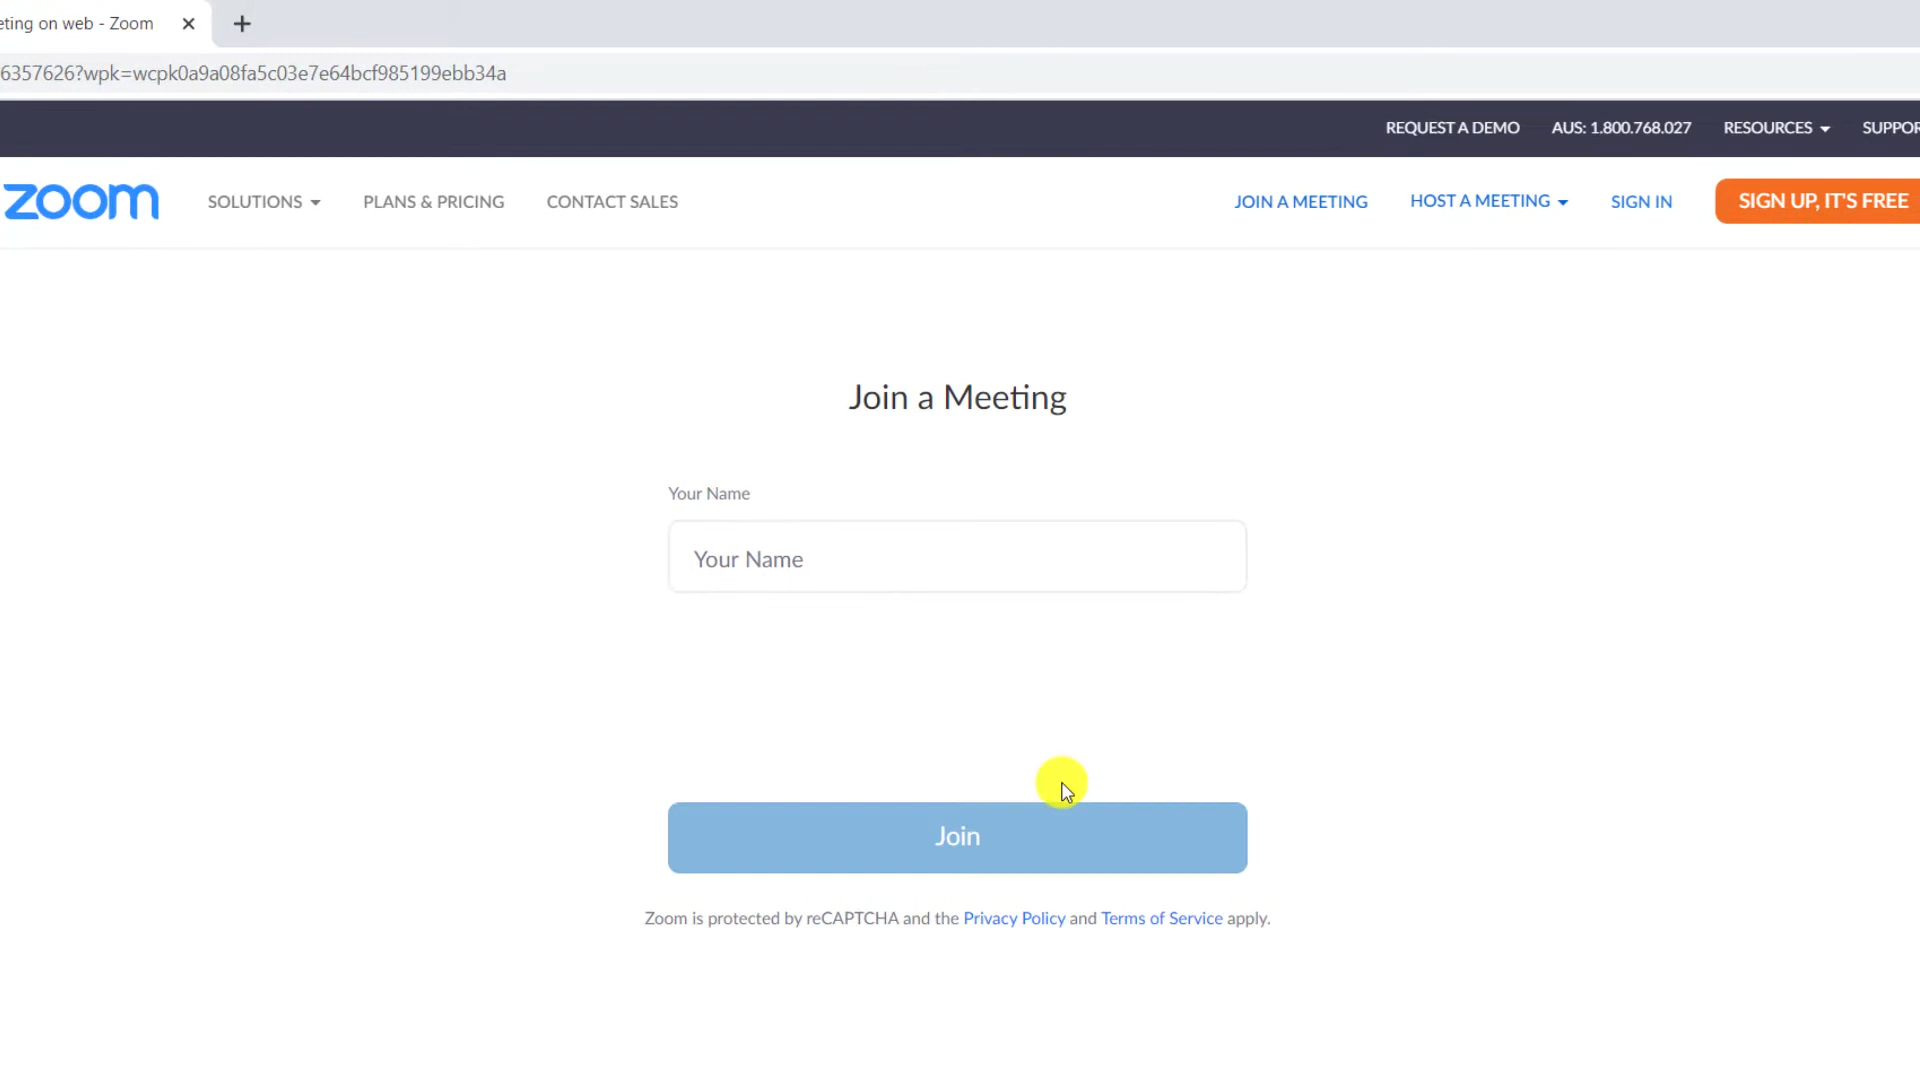 eting on web - Zoom
6357626?wpk=wcpk0a9a08fa5c03e7e64bcf985199ebb34a
REQUEST A DEMO AUS: 1.800.768.027 RESOURCES SUPPOR
zoom SOLUTIONS PLANS & PRICING CONTACT SALES JOIN A MEETING HOST A MEETING SIGN IN SIGN UP, IT'S FREE
Join a Meeting
Your Name
Your Name
Join
Zoom is protected by reCAPTCHA and the Privacy Policy and Terms of Service apply.